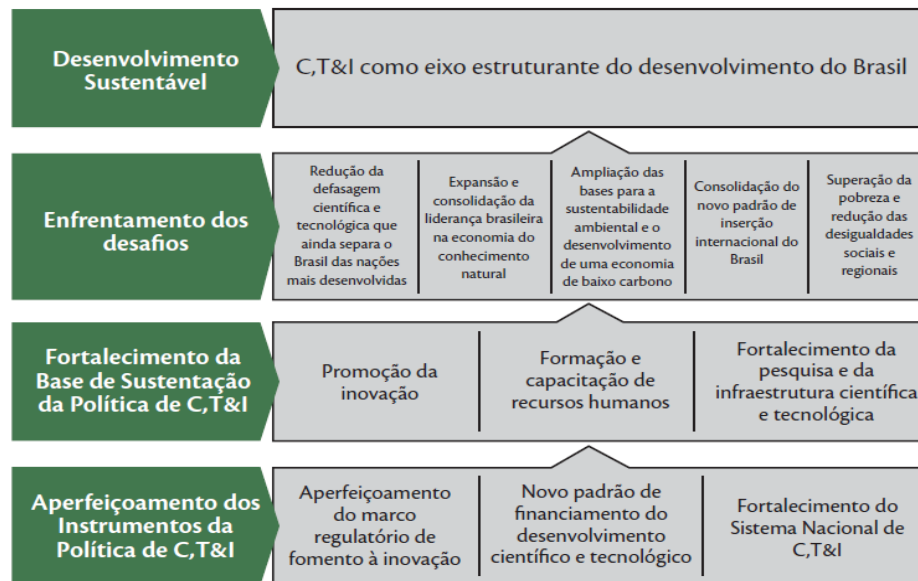 Desenvolvimento
Sustentável
C,T&I como eixo estruturante do desenvolvimento do Brasil
Enfrentamento dos
desafios
Redução da
defasagem
científica e
tecnológica que
ainda separa o
Brasil das nações
mais desenvolvidas
Expansão e
consolidação da
liderança brasileira
na economia do
conhecimento
natural
Ampliação das
bases para a
sustentabilidade
ambiental e o
desenvolvimento
de uma economia
de baixo carbono
Consolidação do
novo padrão de
inserção
internacional do
Brasil
Superação da
pobreza e
redução das
desigualdades
sociais e
regionais
Fortalecimento da
Base de Sustentação
da Política de C,T&I
Promoção da
inovação
Formação e
capacitação de
recursos humanos
Fortalecimento da
pesquisa e da
infraestrutura científica
e tecnológica
Aperfeiçoamento dos
Instrumentos da
Política de C,T&I
Aperfeiçoamento
do marco
regulatório de
fomento à inovação
Novo padrão de
financiamento do
desenvolvimento
científico e tecnológico
Fortalecimento do
Sistema Nacional de
C,T&I